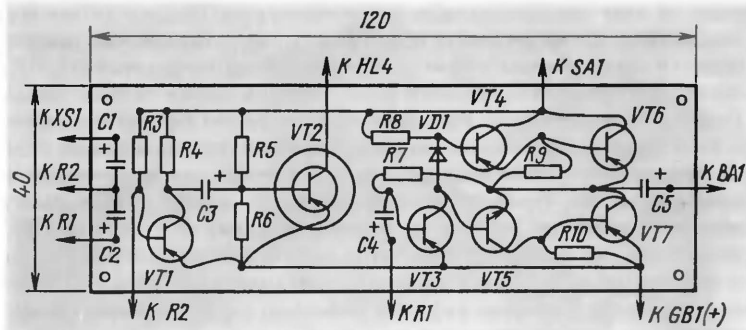 120
К HL4
К SA1
VT4
К XS1
C1
R3
R8
VD1
VT6
R4
VT2
R5
R7
R9
К R2
40
К BA1
C3
R6
C5
К R1
C4
C2
R10
VT7
VT1
VT3
VT5
К R2
К R1
К GB1(+)